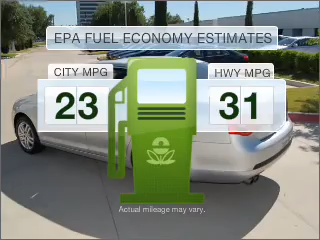 EPA FUEL ECONOMY ESTIMATES
CITY MPG
HWY MPG
23
31
Actual mileage may vary.